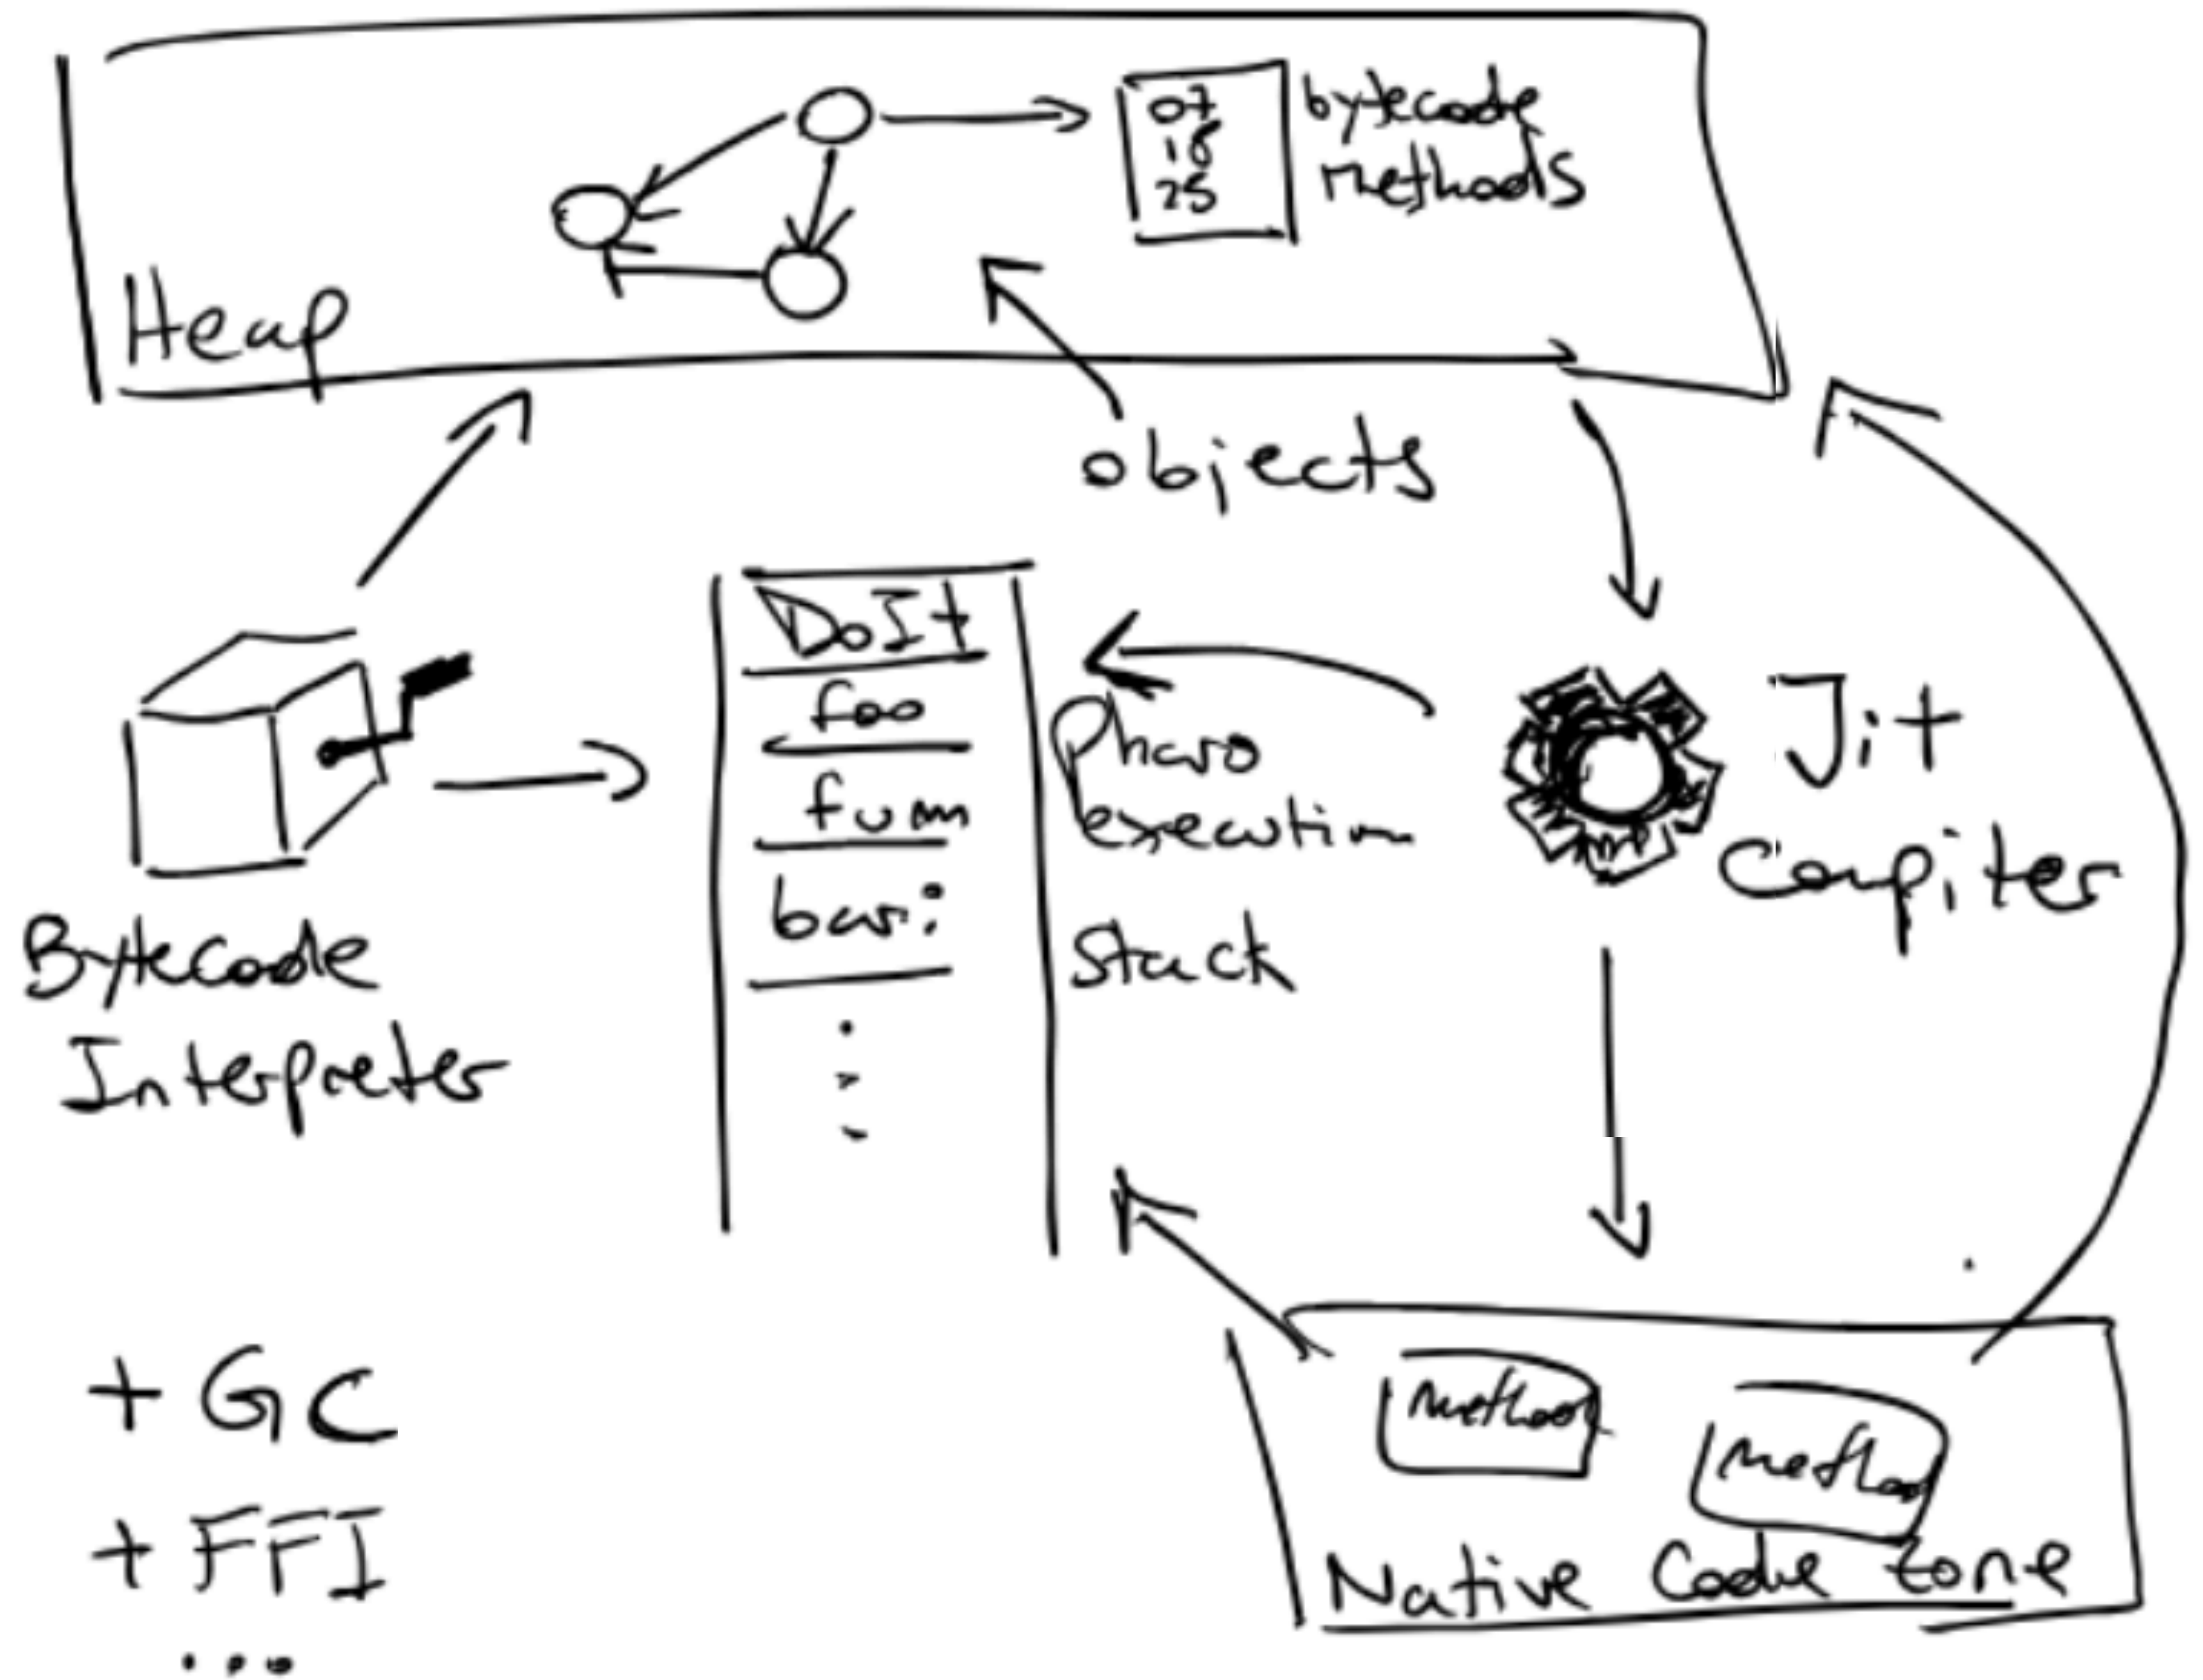 07
18
25
bytecode
methods
Heap
objects
DoIt
foo
fum
bar:
Pharo
execution
stack
Jit
Compiler
Bytecode
Interpreter
+ GC
+ FFI
...
method
method
Native Code zone